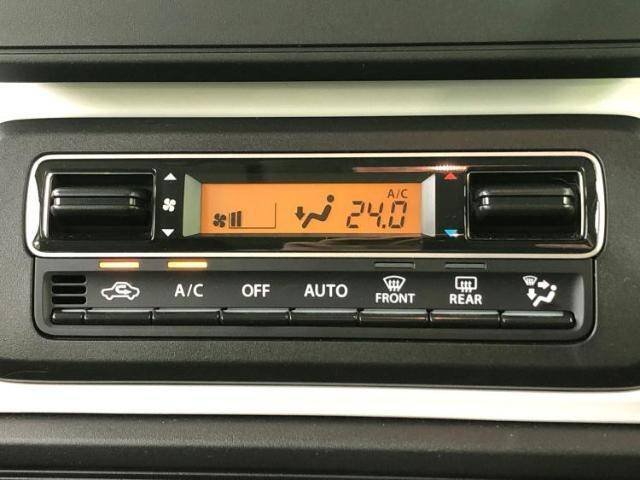 A/C
24.0
A/C OFF AUTO FRONT REAR